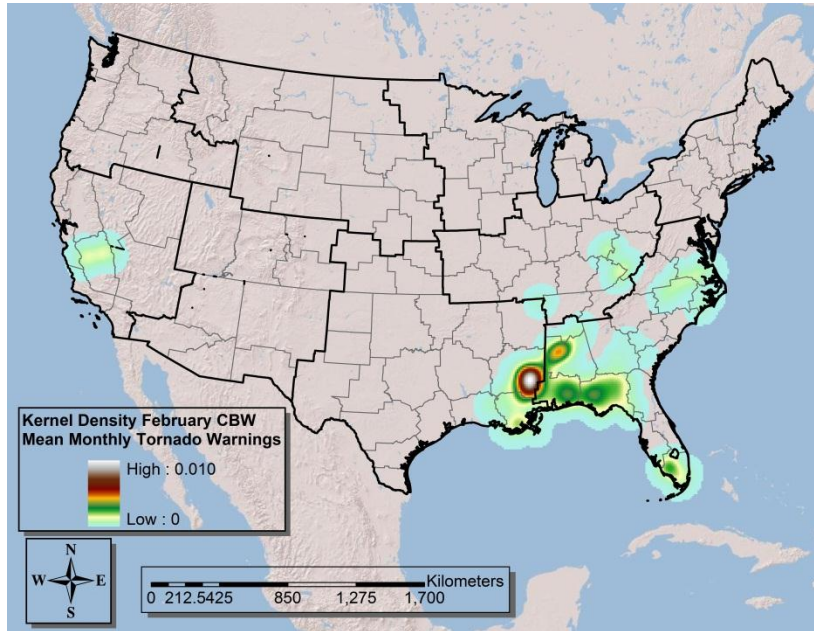 Kernel Density February CBW
Mean Monthly Tornado Warnings
High : 0.010
Low : 0
N
W E
S
Kilometers
0 212.5425 850 1,275 1,700